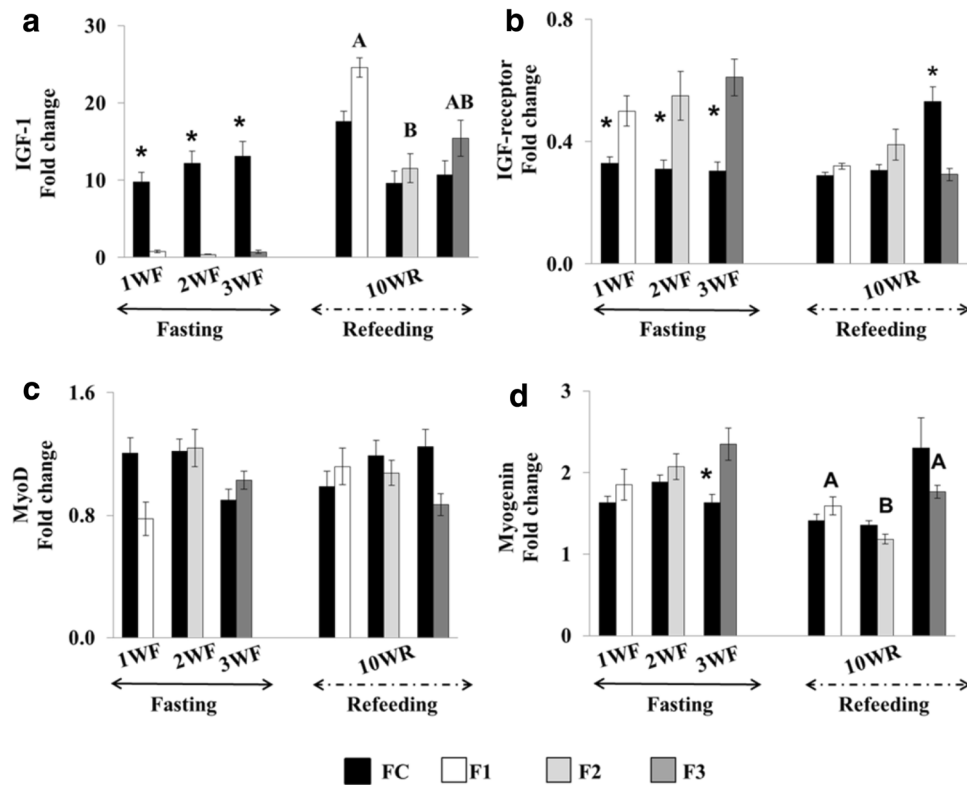 a
IGF-1
Fold change
30
20
10
0
*
*
*
A
B
AB
1WF
2WF
3WF
10WR
Fasting
Refeeding
b
IGF-receptor
Fold change
0.8
0.4
0.0
*
*
*
*
1WF
2WF
3WF
10WR
Fasting
Refeeding
c
MyoD
Fold change
1.6
0.8
0.0
1WF
2WF
3WF
10WR
Fasting
Refeeding
d
Myogenin
Fold change
3
2
1
0
*
A
B
A
1WF
2WF
3WF
10WR
Fasting
Refeeding
FC F1 F2 F3